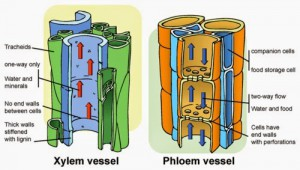 Tracheids
one-way only
Water and
minerals
No end walls
between cells
Thick walls
stiffened
with lignin
Xylem vessel
companion cells
food storage cell
two-way flow
Water and food
Cells have
end walls
with perforations
Phloem vessel